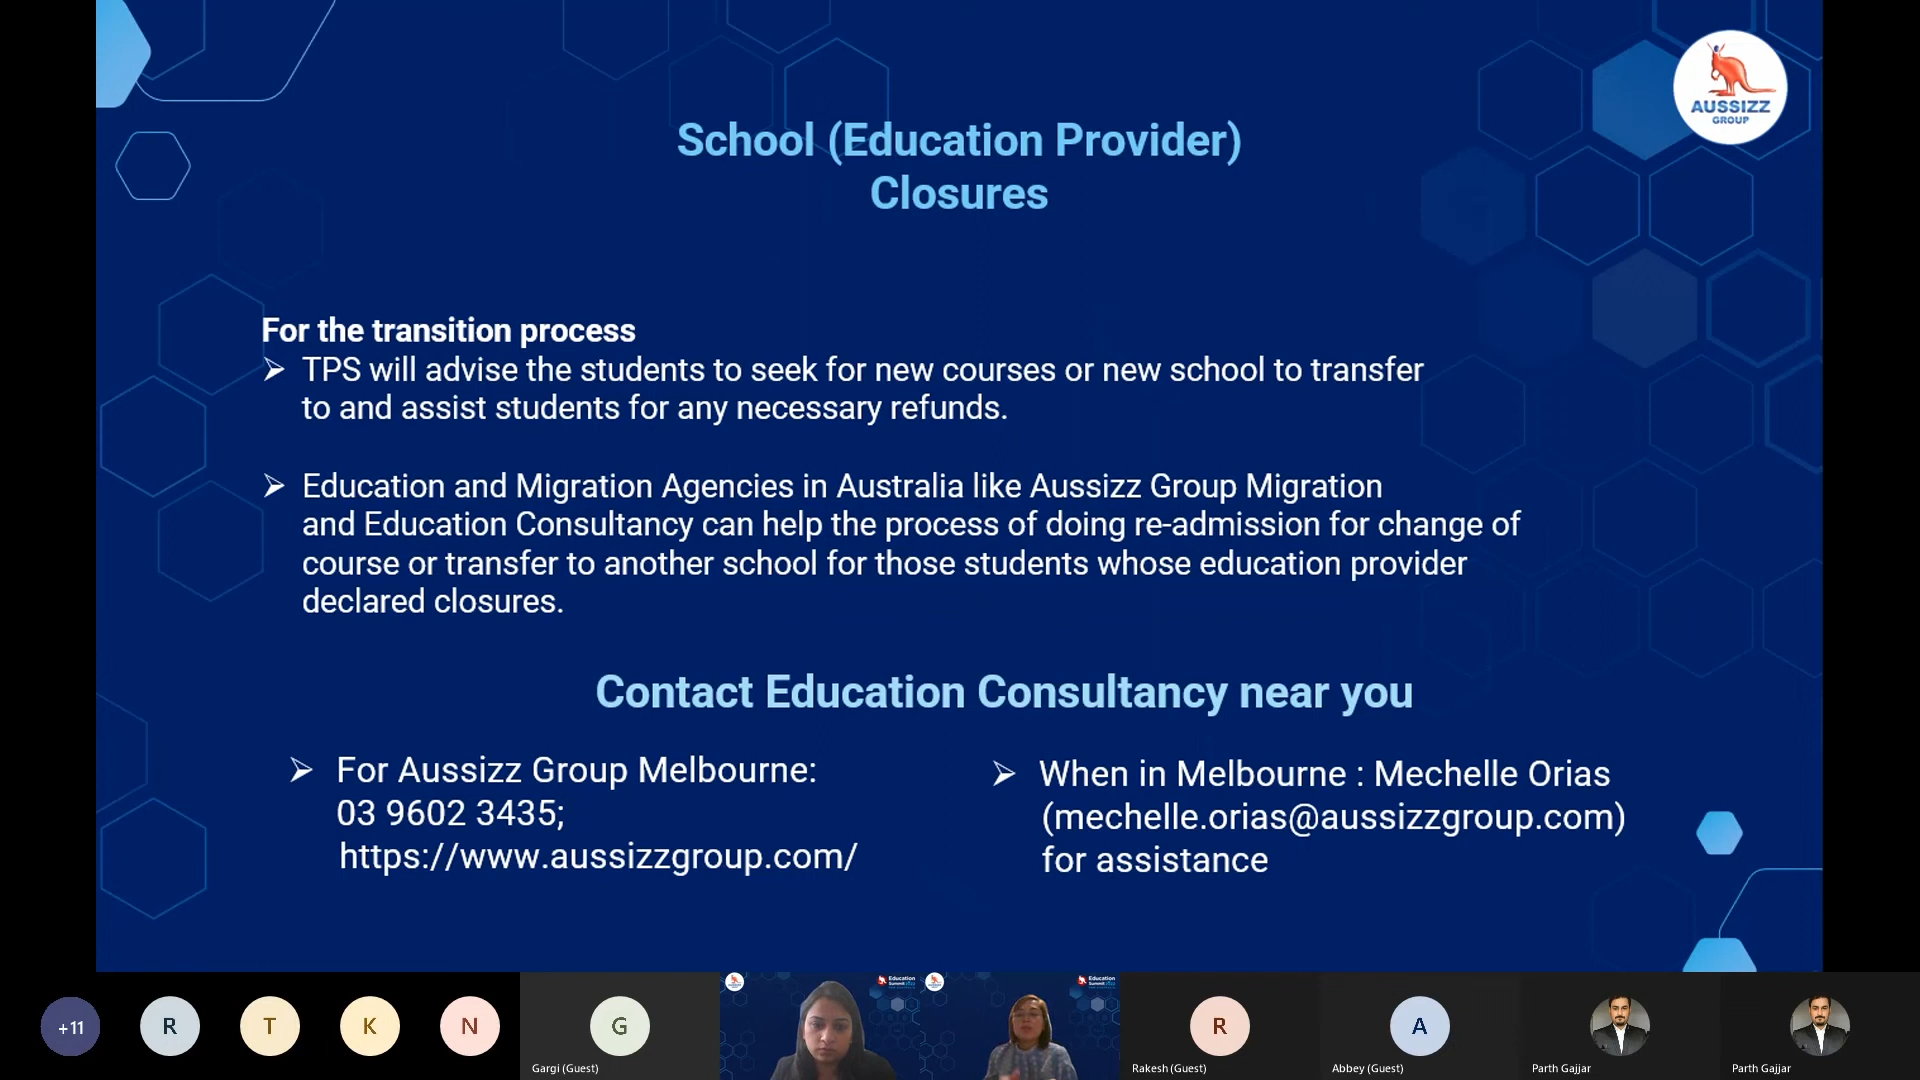 AUSSIZZ
GROUP
School (Education Provider)
Closures
For the transition process
➢ TPS will advise the students to seek for new courses or new school to transfer
to and assist students for any necessary refunds.
➢ Education and Migration Agencies in Australia like Aussizz Group Migration
and Education Consultancy can help the process of doing re-admission for change of
course or transfer to another school for those students whose education provider
declared closures.
Contact Education Consultancy near you
➢ For Aussizz Group Melbourne:
03 9602 3435;
https://www.aussizzgroup.com/
➢ When in Melbourne : Mechelle Orias
(mechelle.orias@aussizzgroup.com)
for assistance
+11
R
T
K
N
G
Gargi (Guest)
Education
Summit
Education
Summit
R
Rakesh (Guest)
A
Abbey (Guest)
Parth Gajjar
Parth Gajjar